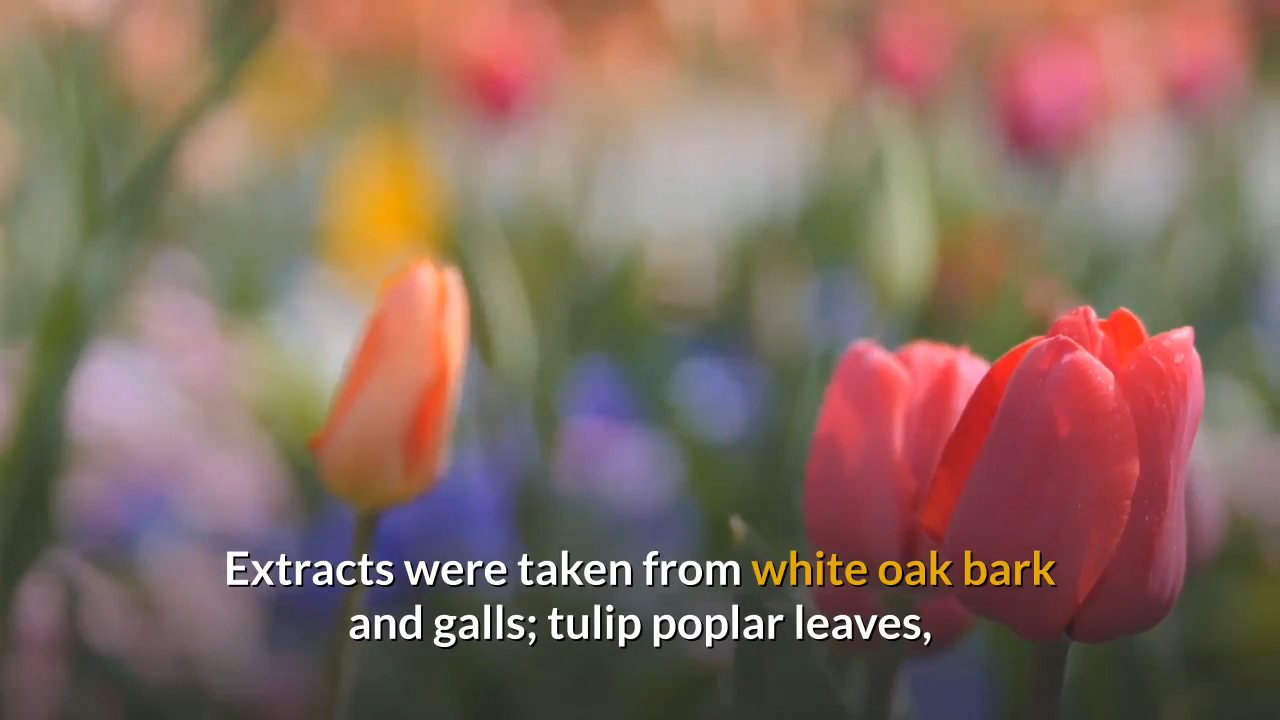 Extracts were taken from white oak bark
and galls; tulip poplar leaves,